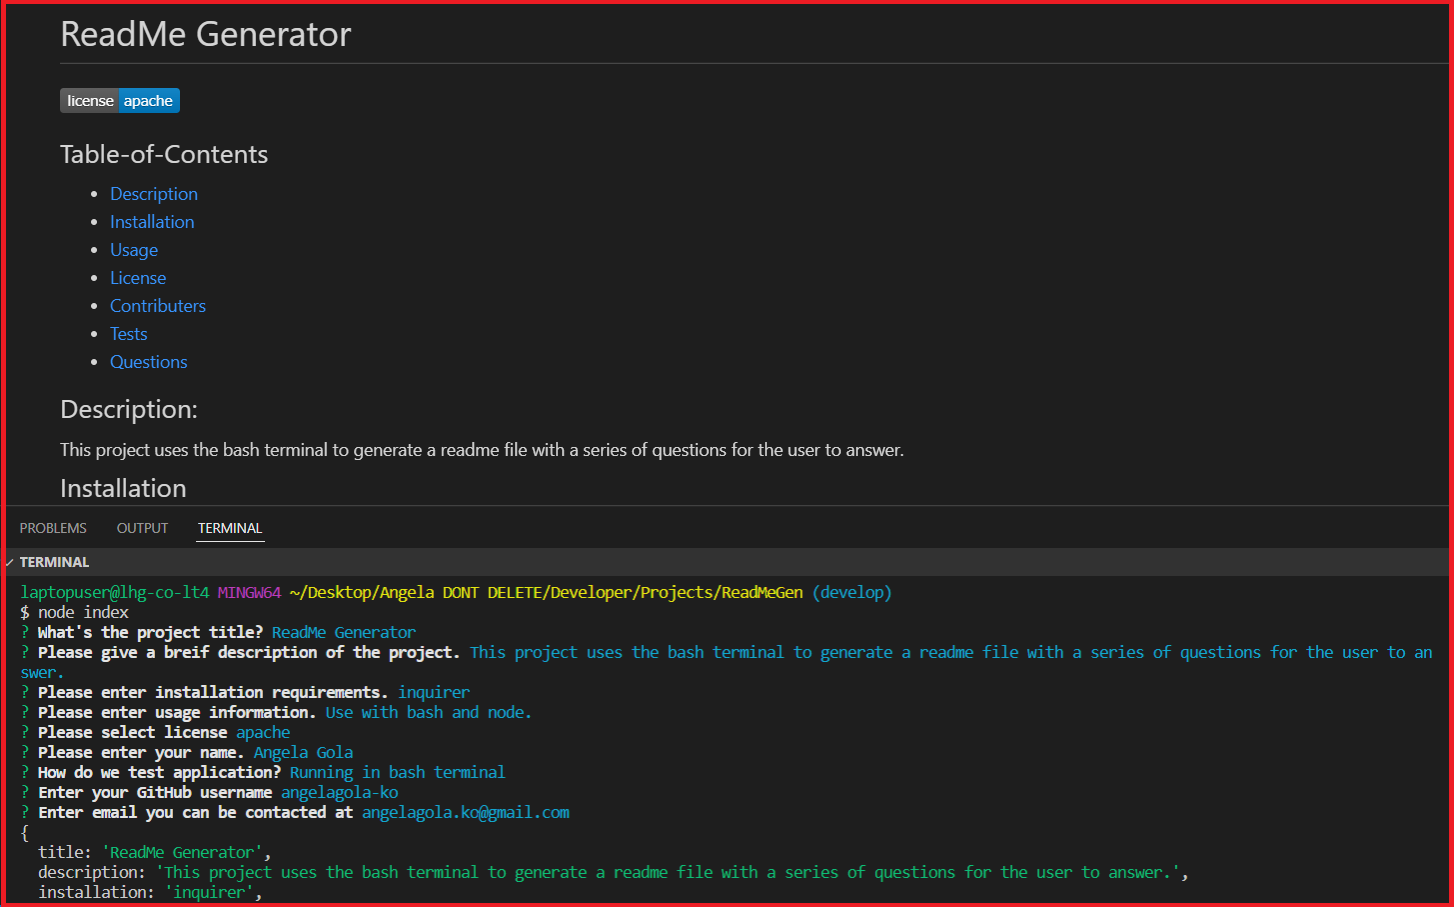 ReadMe Generator
license apache
Table-of-Contents
Description
Installation
Usage
License
Contributers
Tests
Questions
Description:
This project uses the bash terminal to generate a readme file with a series of questions for the user to answer.
Installation
PROBLEMS OUTPUT TERMINAL
TERMINAL
laptopuser@lhg-co-lt4 MINGW64 ~/Desktop/Angela DONT DELETE/Developer/Projects/ReadMeGen (develop)
$ node index
? What's the project title? ReadMe Generator
? Please give a breif description of the project. This project uses the bash terminal to generate a readme file with a series of questions for the user to an
swer.
? Please enter installation requirements. inquirer
? Please enter usage information. Use with bash and node.
? Please select license apache
? Please enter your name. Angela Gola
? How do we test application? Running in bash terminal
? Enter your GitHub username angelagola-ko
? Enter email you can be contacted at angelagola.ko@gmail.com
{
title: 'ReadMe Generator',
description: 'This project uses the bash terminal to generate a readme file with a series of questions for the user to answer.',
installation: 'inquirer',